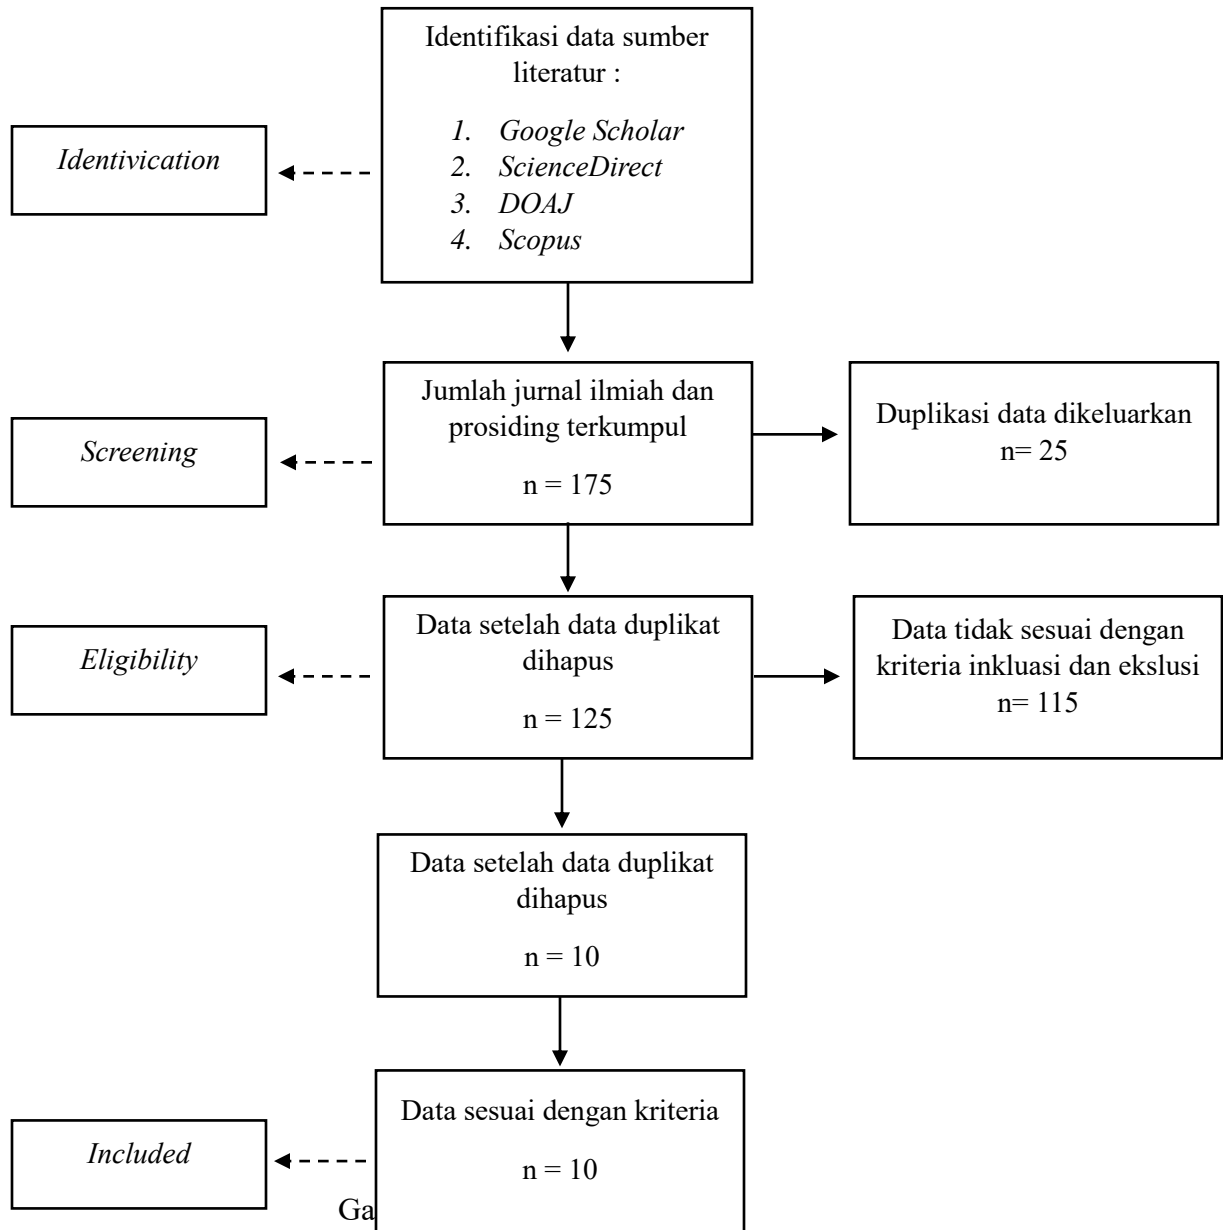 Identifikasi data sumber
literatur :
1. Google Scholar
2. ScienceDirect
3. DOAJ
4. Scopus
Identivication
Jumlah jurnal ilmiah dan
prosiding terkumpul
n = 175
Duplikasi data dikeluarkan
n= 25
Screening
Data setelah data duplikat
dihapus
n = 125
Data tidak sesuai dengan
kriteria inkluasi dan ekslusi
n= 115
Eligibility
Data setelah data duplikat
dihapus
n = 10
Data sesuai dengan kriteria
n = 10
Included
Ga